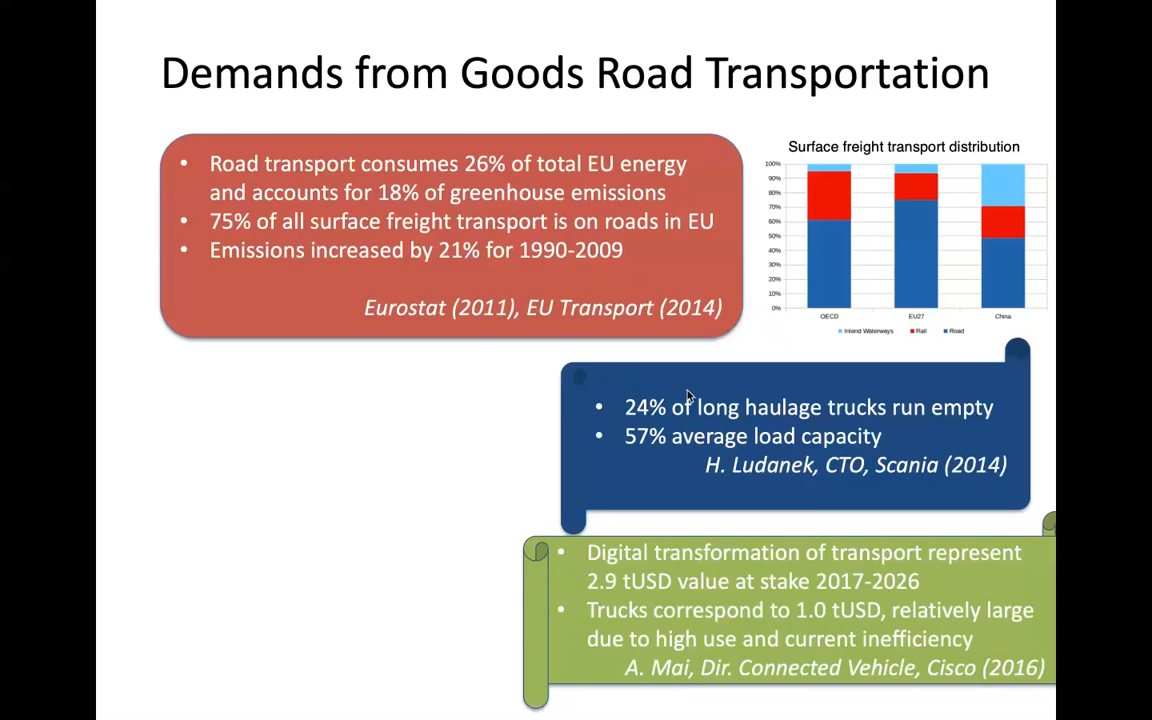 Demands from Goods Road Transportation
• Road transport consumes 26% of total EU energy
and accounts for 18% of greenhouse emissions
• 75% of all surface freight transport is on roads in EU
• Emissions increased by 21% for 1990-2009
Eurostat (2011), EU Transport (2014)
Surface freight transport distribution
100%
90%
80%
70%
60%
50%
40%
30%
20%
10%
0%
OECD EU27 China
Inland Waterways Rail Road
• 24% of long haulage trucks run empty
• 57% average load capacity
H. Ludanek, CTO, Scania (2014)
• Digital transformation of transport represent
2.9 tUSD value at stake 2017-2026
• Trucks correspond to 1.0 tUSD, relatively large
due to high use and current inefficiency
A. Mai, Dir. Connected Vehicle, Cisco (2016)